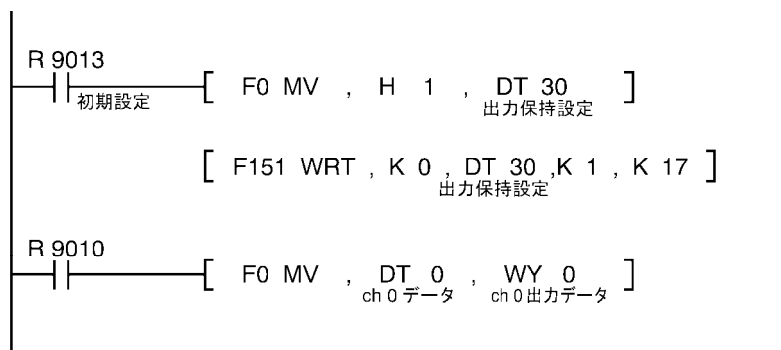 R 9013
[ F0 MV , H 1 , DT 30 ]
初期設定
出力保持設定
[ F151 WRT , K 0 , DT 30 ,K 1 , K 17 ]
出力保持設定
R 9010
[ F0 MV , DT 0 , WY 0 ]
ch 0 データ ch 0 出力データ